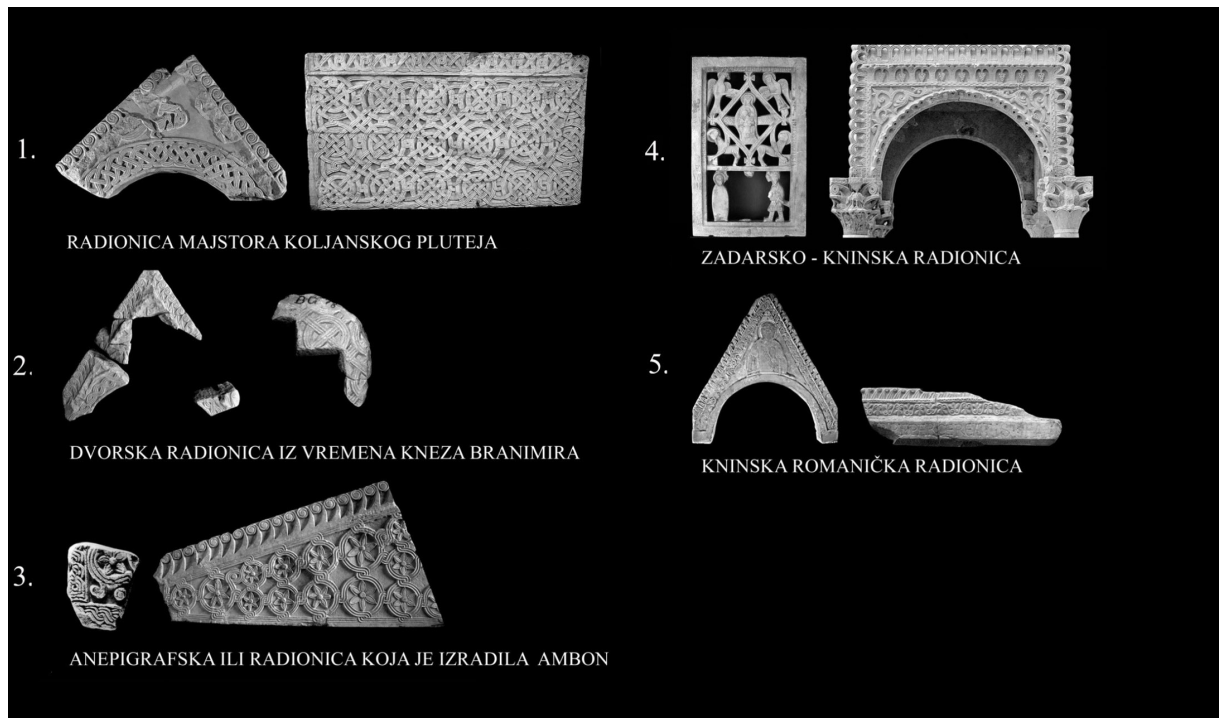 1.
RADIONICA MAJSTORA KOLJANSKOG PLUTEJA
2.
BG
DVORSKA RADIONICA IZ VREMENA KNEZA BRANIMIRA
3.
ANEPIGRAFSKA ILI RADIONICA KOJA JE IZRADILA AMBON
4.
ZADARSKO - KNINSKA RADIONICA
5.
KNINSKA ROMANIČKA RADIONICA